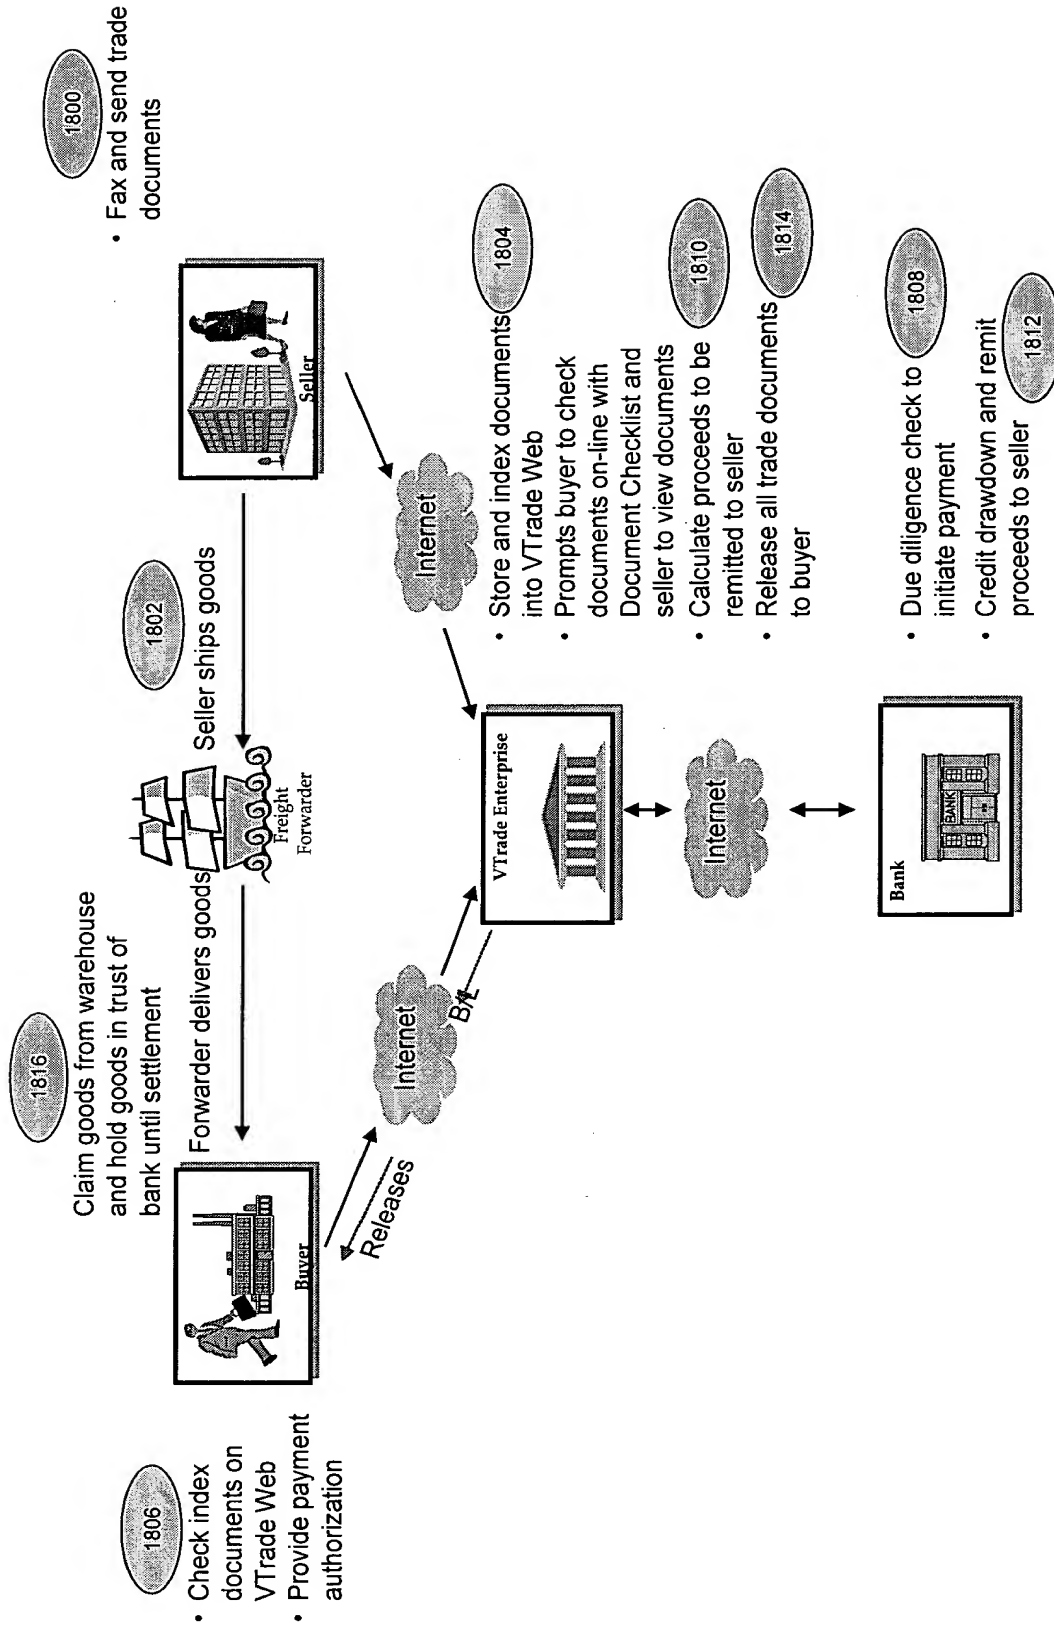 1816
Claim goods from warehouse
and hold goods in trust of
bank until settlement
1802
1800
• Fax and send trade
documents
Forwarder delivers goods
Seller ships goods
Freight
Forwarder
1806
• Check index
documents on
VTrade Web
• Provide payment
authorization
Buyer
Seller
Releases
Internet
B/L
Internet
VTrade Enterprise
• Store and index documents
into VTrade Web
1804
• Prompts buyer to check
documents on-line with
Document Checklist and
seller to view documents
• Calculate proceeds to be
remitted to seller
1810
• Release all trade documents
to buyer
1814
Internet
Bank
BANK
• Due diligence check to
initiate payment
1808
• Credit drawdown and remit
proceeds to seller
1812